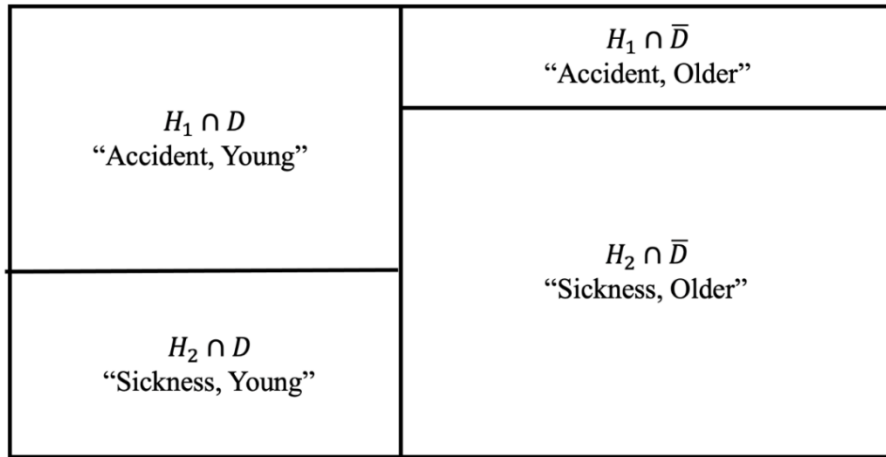 H₁ ∩ D̅
“Accident, Older”
H₁ ∩ D
“Accident, Young”
H₂ ∩ D̅
“Sickness, Older”
H₂ ∩ D
“Sickness, Young”